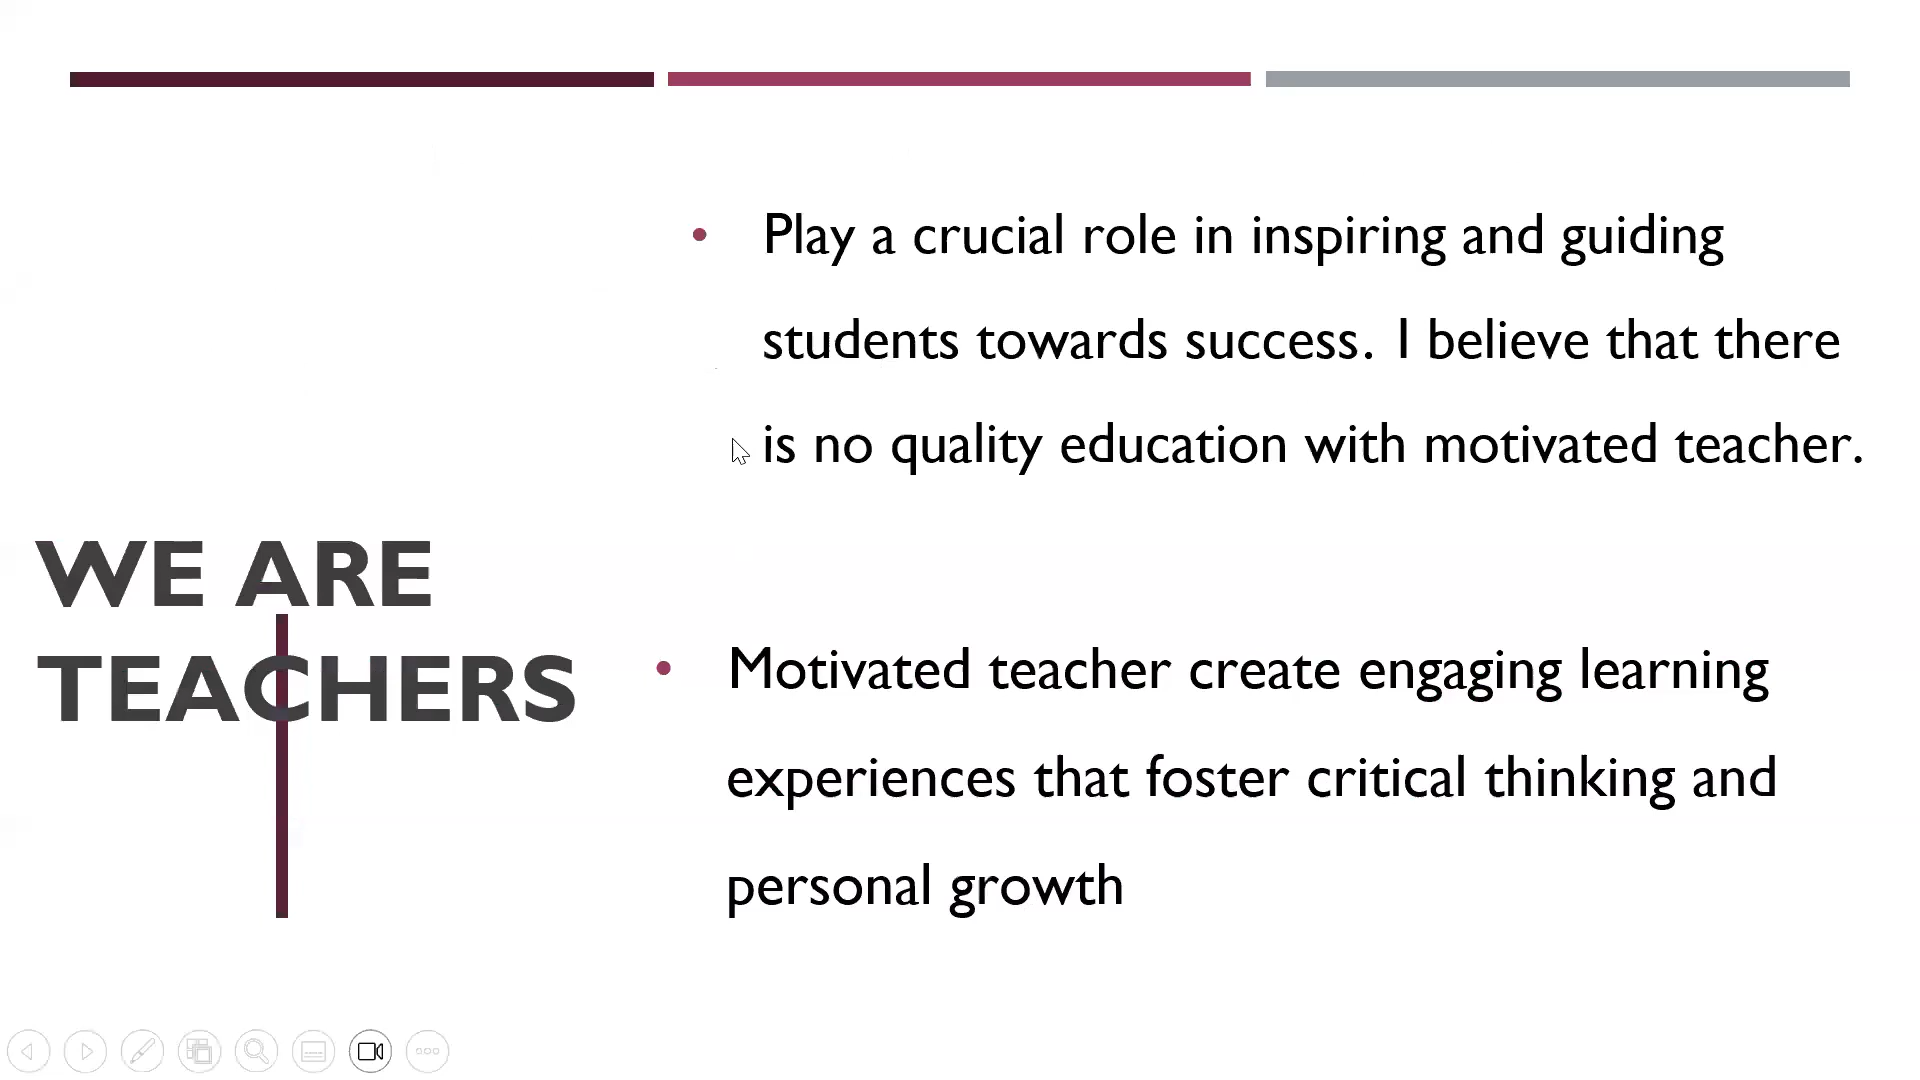 WE ARE
TEACHERS
• Play a crucial role in inspiring and guiding
students towards success. I believe that there
is no quality education with motivated teacher.
• Motivated teacher create engaging learning
experiences that foster critical thinking and
personal growth